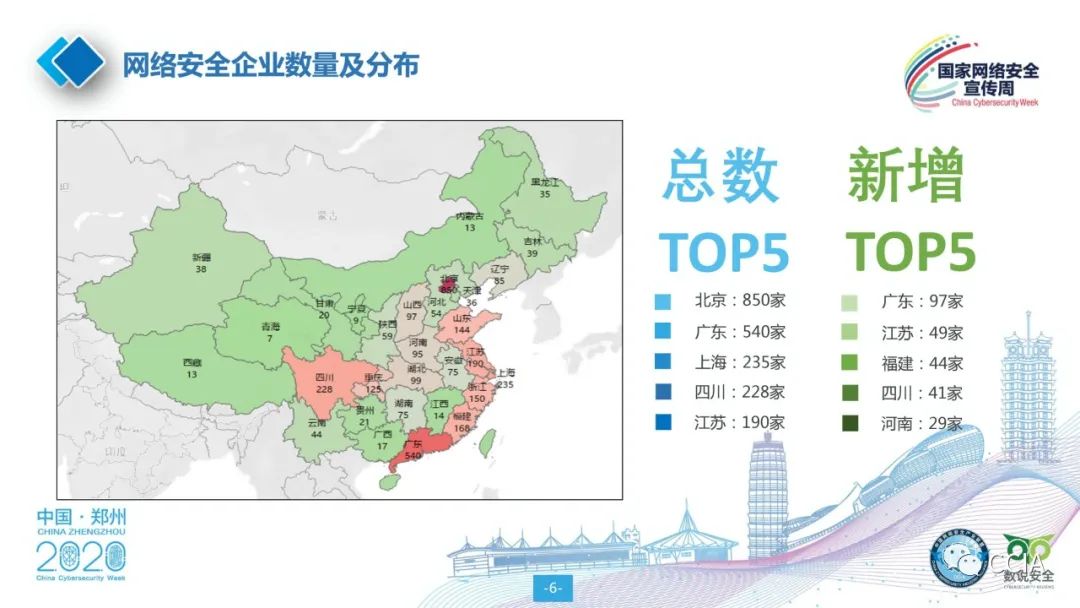 网络安全企业数量及分布
国家网络安全
宣传周
China Cybersecurity Week
蒙古
黑龙江
35
内蒙古
13
吉林
39
新疆
38
辽宁
85
北京
850
天津
36
甘肃
20
宁夏
9
山西
97
河北
54
山东
144
陕西
59
青海
7
河南
95
江苏
190
西藏
13
四川
228
重庆
125
湖北
99
安徽
75
上海
235
浙江
150
湖南
75
江西
14
贵州
21
福建
168
云南
44
广西
17
广东
540
总数
TOP5
北京：850家
广东：540家
上海：235家
四川：228家
江苏：190家
新增
TOP5
广东：97家
江苏：49家
福建：44家
四川：41家
河南：29家
中国·郑州
CHINA ZHENGZHOU
2020
China Cybersecurity Week
-6-
CCIA
数说安全